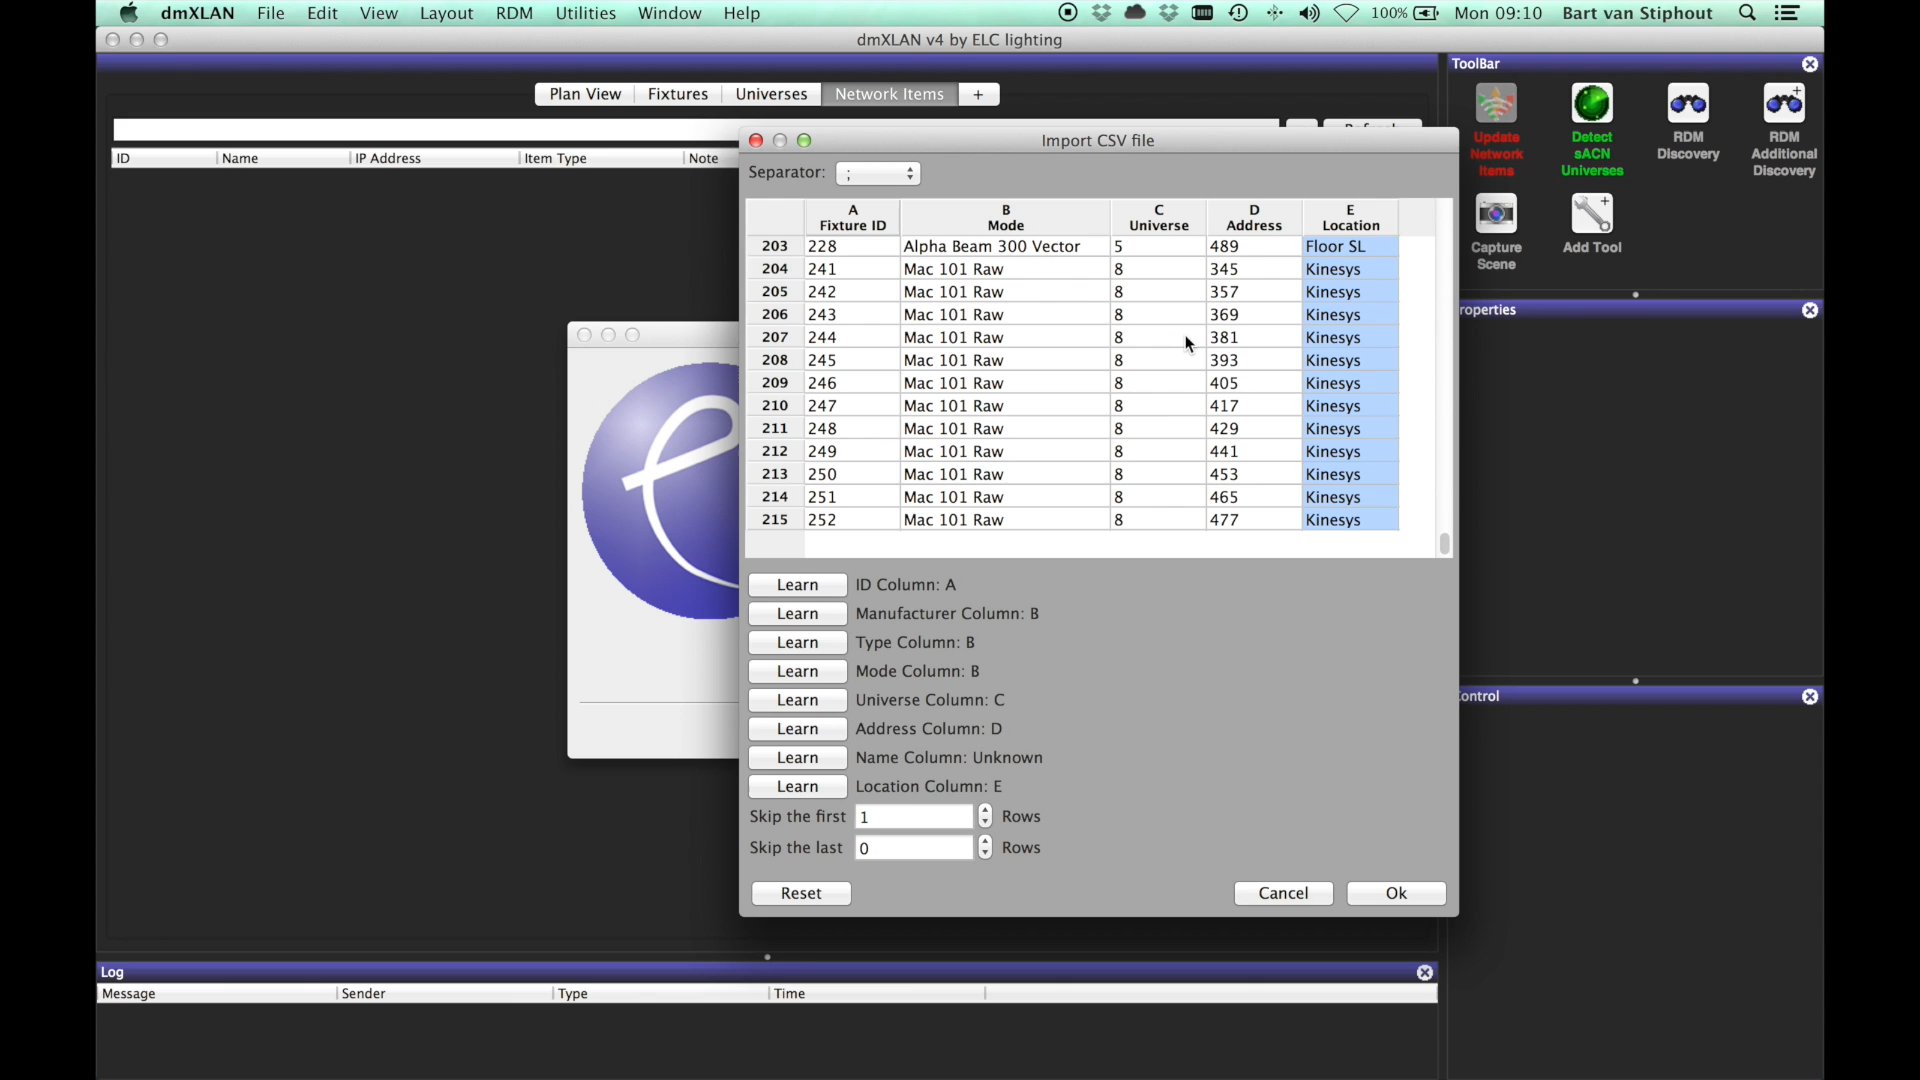 dmXLAN File Edit View Layout RDM Utilities Window Help 100% Mon 09:10 Bart van Stiphout
dmXLAN v4 by ELC lighting
ToolBar
Plan View Fixtures Universes Network Items +
ID Name IP Address Item Type Note
Update Network Items
Detect sACN Universes
RDM Discovery
RDM Additional Discovery
Capture Scene
Add Tool
roperties
ontrol
Import CSV file
Separator: ;
A B C D E
Fixture ID Mode Universe Address Location
203 228 Alpha Beam 300 Vector 5 489 Floor SL
204 241 Mac 101 Raw 8 345 Kinesys
205 242 Mac 101 Raw 8 357 Kinesys
206 243 Mac 101 Raw 8 369 Kinesys
207 244 Mac 101 Raw 8 381 Kinesys
208 245 Mac 101 Raw 8 393 Kinesys
209 246 Mac 101 Raw 8 405 Kinesys
210 247 Mac 101 Raw 8 417 Kinesys
211 248 Mac 101 Raw 8 429 Kinesys
212 249 Mac 101 Raw 8 441 Kinesys
213 250 Mac 101 Raw 8 453 Kinesys
214 251 Mac 101 Raw 8 465 Kinesys
215 252 Mac 101 Raw 8 477 Kinesys
Learn ID Column: A
Learn Manufacturer Column: B
Learn Type Column: B
Learn Mode Column: B
Learn Universe Column: C
Learn Address Column: D
Learn Name Column: Unknown
Learn Location Column: E
Skip the first 1 Rows
Skip the last 0 Rows
Reset Cancel Ok
Log
Message Sender Type Time